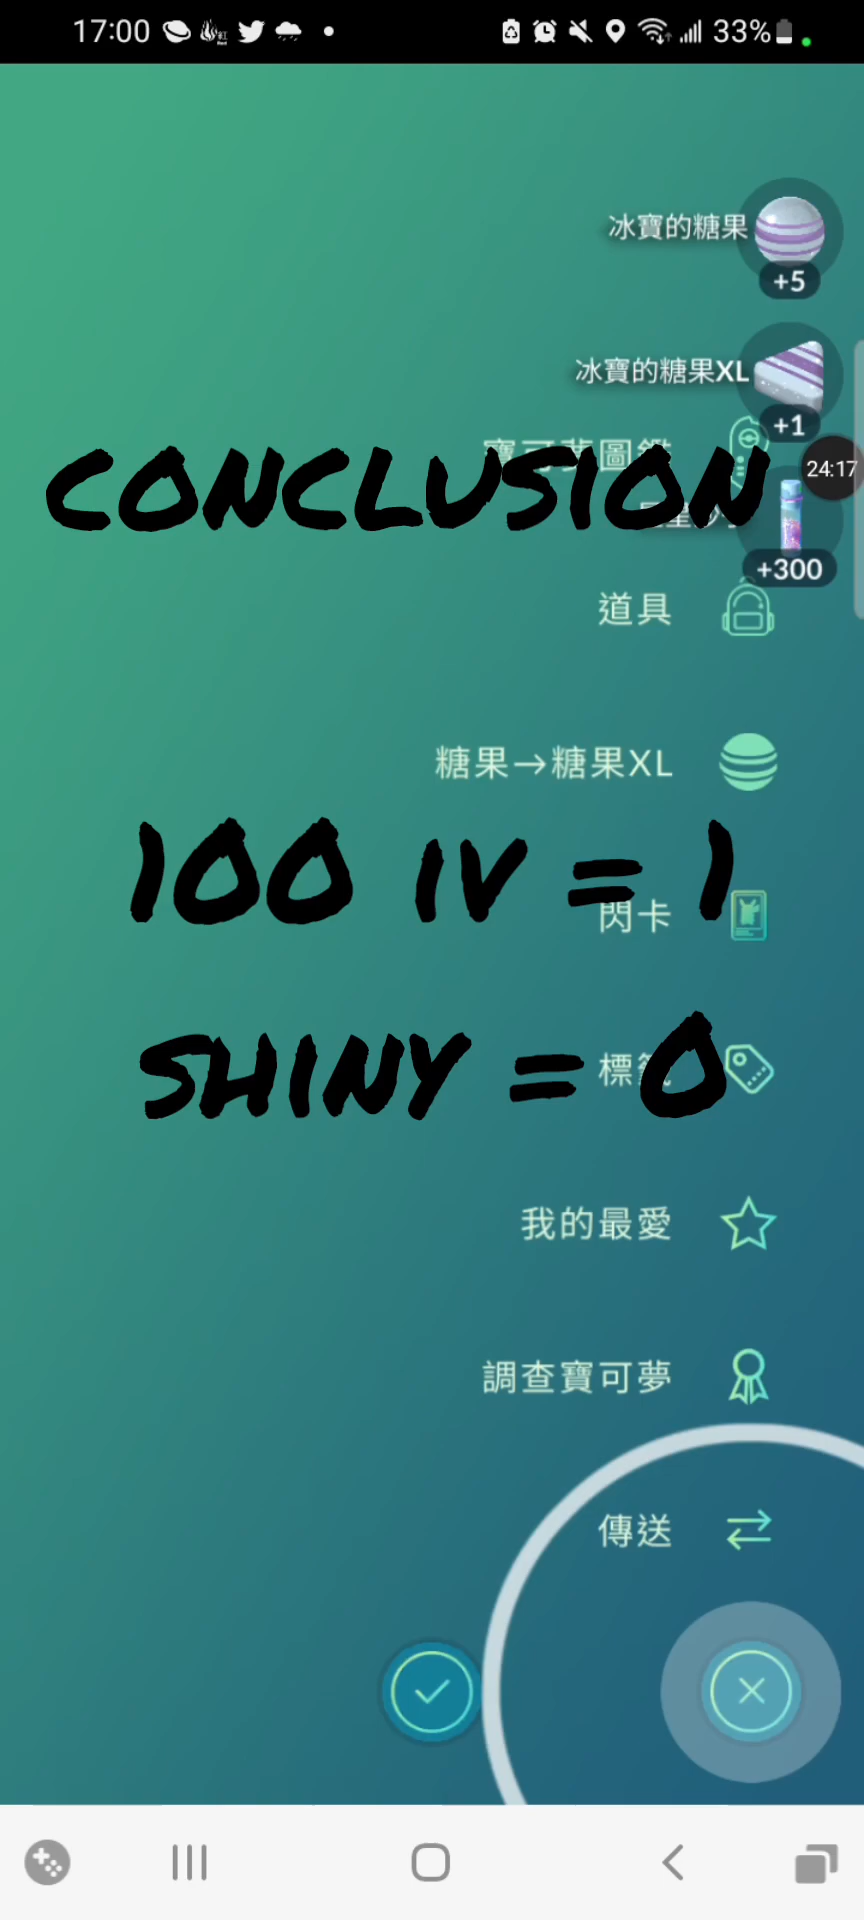 17:00
33%
冰寶的糖果
+5
冰寶的糖果XL
+1
24:17
CONCLUSION
+300
道具
糖果→糖果XL
100 IV = 1
閃卡
SHINY = 0
標
我的最愛
調查寶可夢
傳送